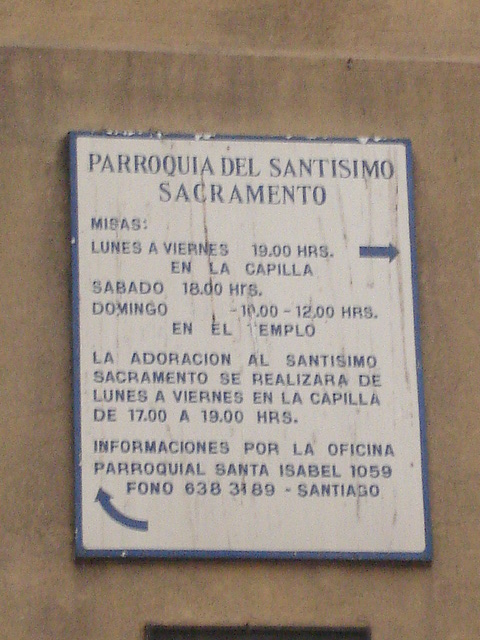 PARROQUIA DEL SANTISIMO
SACRAMENTO
MISAS:
LUNES A VIERNES 19.00 HRS.
EN LA CAPILLA
SABADO 18.00 HrS.
DOMINGO - 10.00 - 12.00 HRS.
EN EL EMPLO
LA ADORACION AL SANTISIMO
SACRAMENTO SE REALIZARA DE
LUNES A VIERNES EN LA CAPILLA
DE 17.00 A 19.00 HRS.
INFORMACIONES POR LA OFICINA
PARROQUIAL SANTA ISABEL 1059
FONO 638 3189 - SANTIAGO